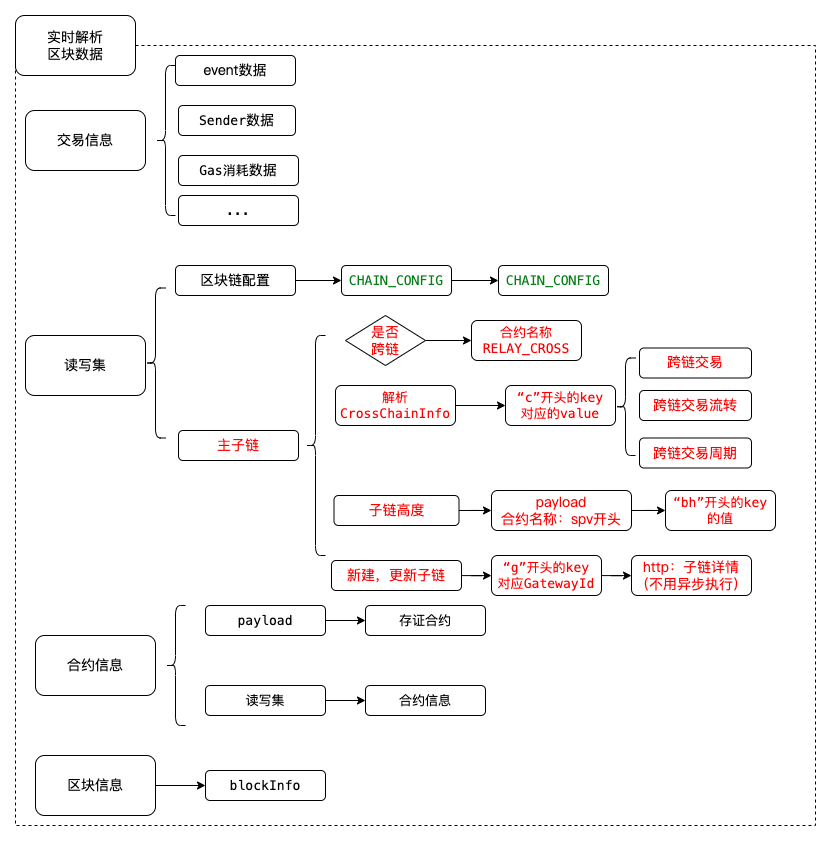 实时解析
区块数据
交易信息
event数据
Sender数据
Gas消耗数据
...
读写集
区块链配置
CHAIN_CONFIG
CHAIN_CONFIG
主子链
是否
跨链
合约名称
RELAY_CROSS
解析
CrossChainInfo
“c”开头的key
对应的value
跨链交易
跨链交易流转
跨链交易周期
子链高度
payload
合约名称：spv开头
“bh”开头的key
的值
新建，更新子链
“g”开头的key
对应GatewayId
http：子链详情
（不用异步执行）
合约信息
payload
存证合约
读写集
合约信息
区块信息
blockInfo